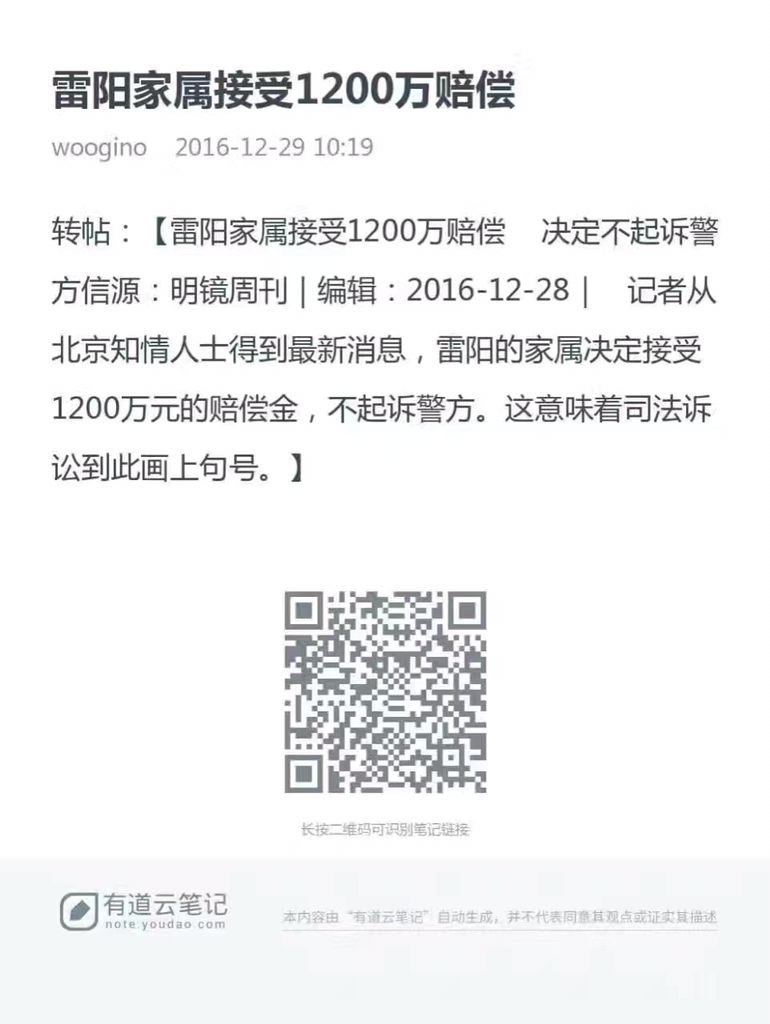 雷阳家属接受1200万赔偿
woogino 2016-12-29 10:19
转帖：【雷阳家属接受1200万赔偿 决定不起诉警
方信源：明镜周刊 | 编辑：2016-12-28 | 记者从
北京知情人士得到最新消息，雷阳的家属决定接受
1200万元的赔偿金，不起诉警方。这意味着司法诉
讼到此画上句号。】
长按二维码可识别笔记链接
有道云笔记
note.youdao.com
本内容由“有道云笔记”自动生成，并不代表同意其观点或证实其描述